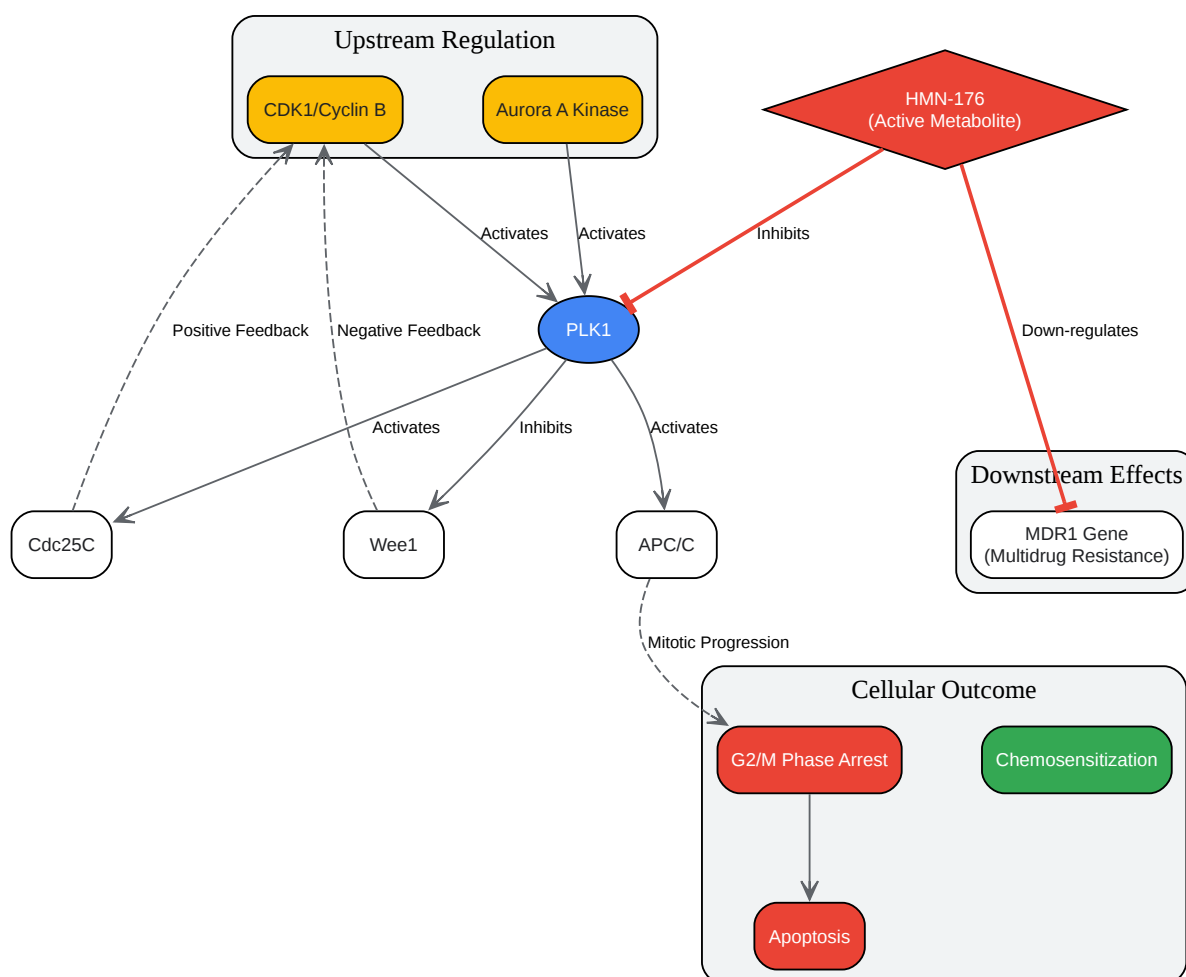 Upstream Regulation
CDK1/Cyclin B
Aurora A Kinase
HMN-176
(Active Metabolite)
Activates
Activates
Inhibits
Positive Feedback
Negative Feedback
PLK1
Down-regulates
Activates
Inhibits
Activates
Downstream Effects
Cdc25C
Wee1
APC/C
MDR1 Gene
(Multidrug Resistance)
Mitotic Progression
Cellular Outcome
G2/M Phase Arrest
Chemosensitization
Apoptosis